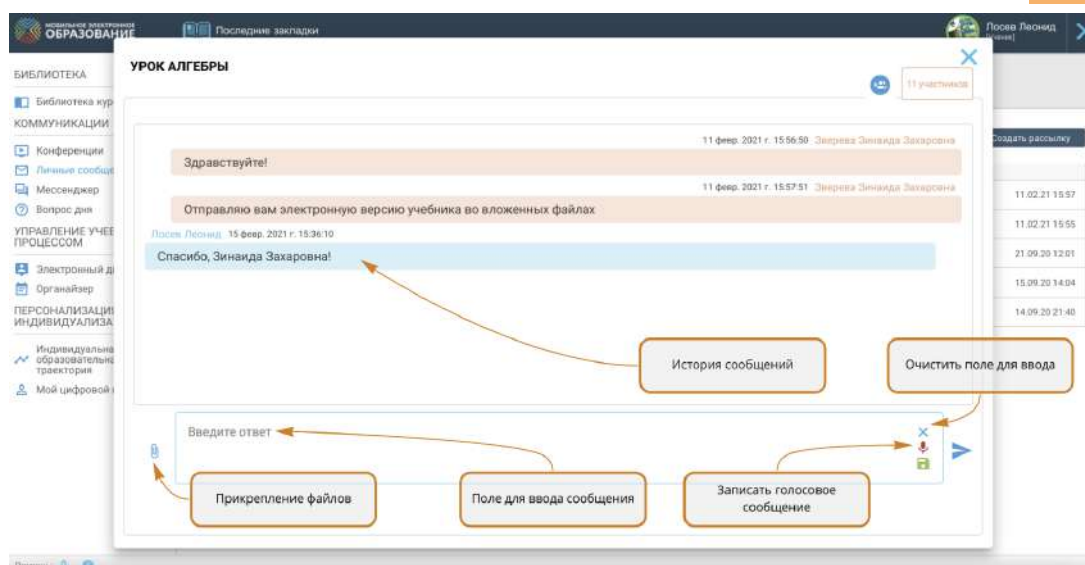 МОБИЛЬНОЕ ЭЛЕКТРОННОЕ
ОБРАЗОВАНИЕ
Последние закладки
Лосев Леонид
[ученик]
БИБЛИОТЕКА
Библиотека кур
КОММУНИКАЦИИ
Конференции
Личные сообще
Мессенджер
Вопрос дня
УПРАВЛЕНИЕ УЧЕБ
ПРОЦЕССОМ
Электронный д
Органайзер
ПЕРСОНАЛИЗАЦИ
ИНДИВИДУАЛИЗА
Индивидуальна
образовательна
траектория
Мой цифровой
УРОК АЛГЕБРЫ
11 участников
11 февр. 2021 г. 15:56:50 Зверева Зинаида Захаровна
Здравствуйте!
11 февр. 2021 г. 15:57:51 Зверева Зинаида Захаровна
Отправляю вам электронную версию учебника во вложенных файлах
Лосев Леонид 15 февр. 2021 г. 15:36:10
Спасибо, Зинаида Захаровна!
История сообщений
Очистить поле для ввода
Введите ответ
Прикрепление файлов
Поле для ввода сообщения
Записать голосовое
сообщение
Создать рассылку
11.02.21 15:57
11.02.21 15:55
21.09.20 12:01
15.09.20 14:04
14.09.20 21:40